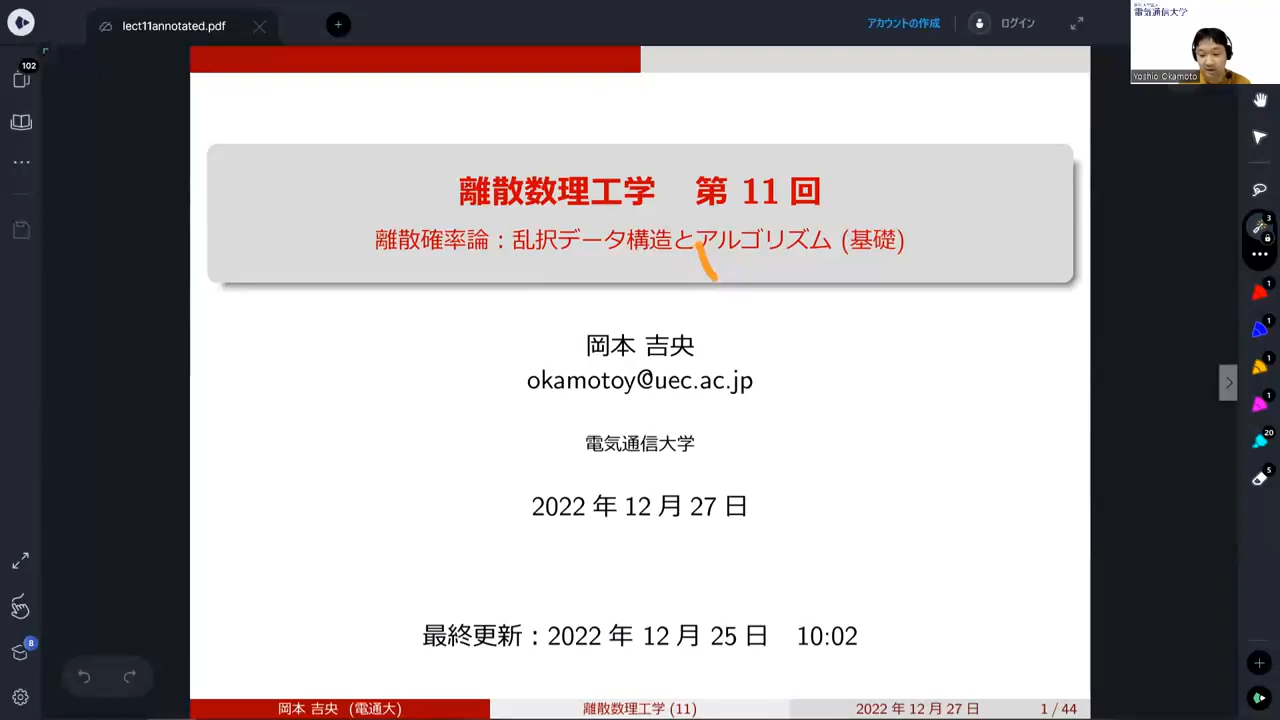 lect11annotated.pdf
アカウントの作成
ログイン
電気通信大学
Yoshio Okamoto
102
離散数理工学 第 11 回
離散確率論：乱択データ構造とアルゴリズム (基礎)
岡本 吉央
okamotoy@uec.ac.jp
電気通信大学
2022 年 12 月 27 日
最終更新：2022 年 12 月 25 日 10:02
岡本 吉央 (電通大)
離散数理工学 (11)
2022 年 12 月 27 日
1 / 44
3
1
1
1
1
20
5
8